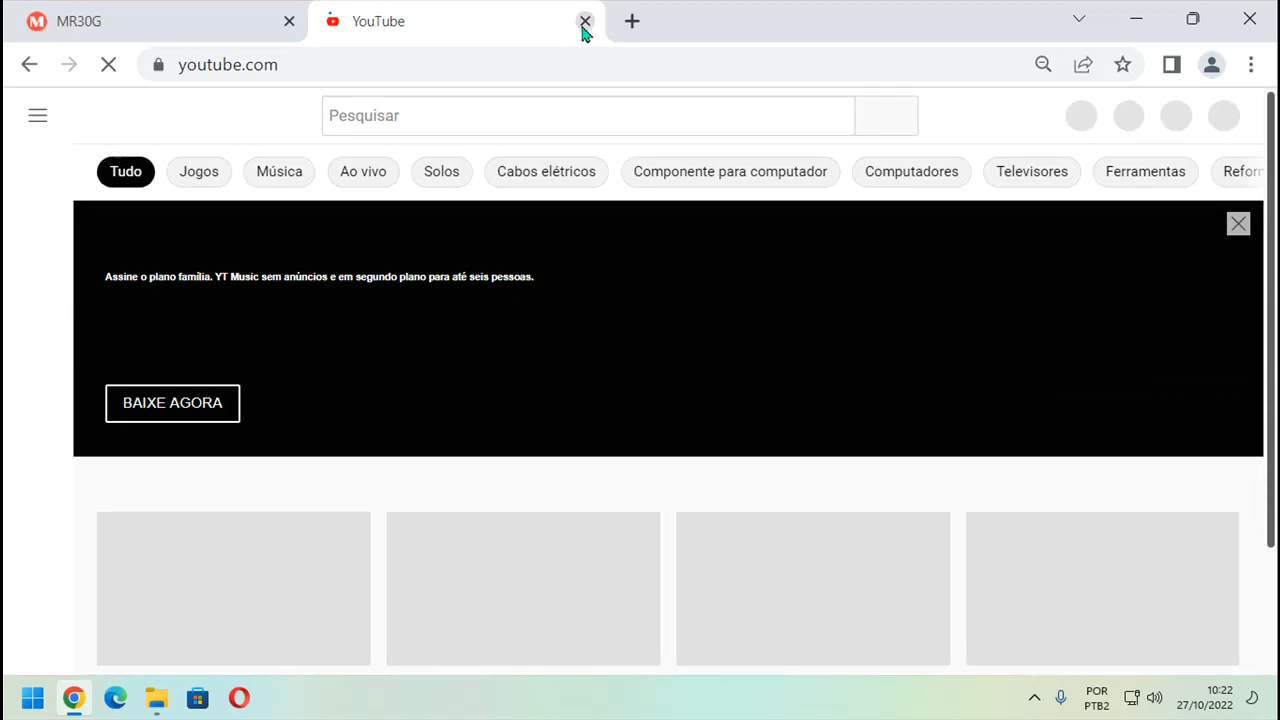 MR30G
YouTube
youtube.com
Pesquisar
Tudo
Jogos
Música
Ao vivo
Solos
Cabos elétricos
Componente para computador
Computadores
Televisores
Ferramentas
Refor
Assine o plano família. YT Music sem anúncios e em segundo plano para até seis pessoas.
BAIXE AGORA
POR
PTB2
10:22
27/10/2022